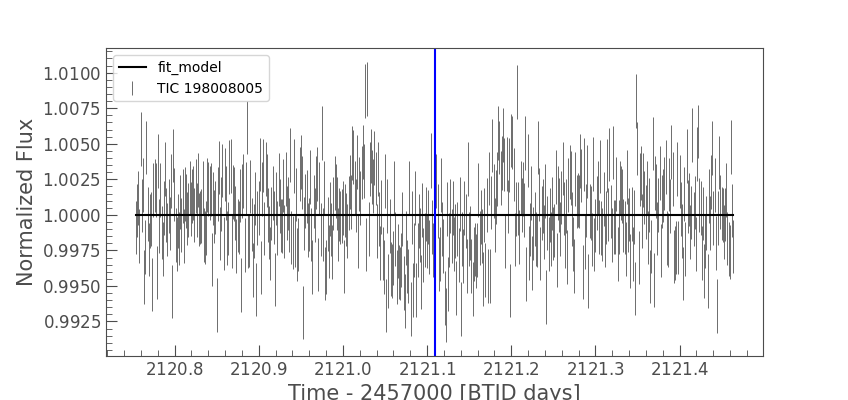 fit_model
TIC 198008005
Normalized Flux
1.0100
1.0075
1.0050
1.0025
1.0000
0.9975
0.9950
0.9925
2120.8 2120.9 2121.0 2121.1 2121.2 2121.3 2121.4
Time - 2457000 [BTJD days]